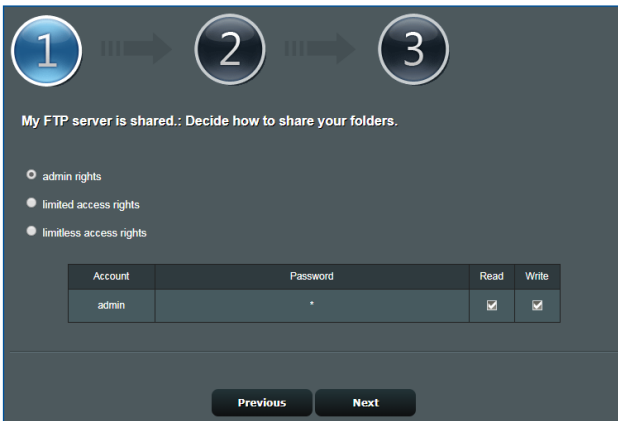 1 2 3
My FTP server is shared.: Decide how to share your folders.
admin rights
limited access rights
limitless access rights
Account Password Read Write
admin *
Previous Next